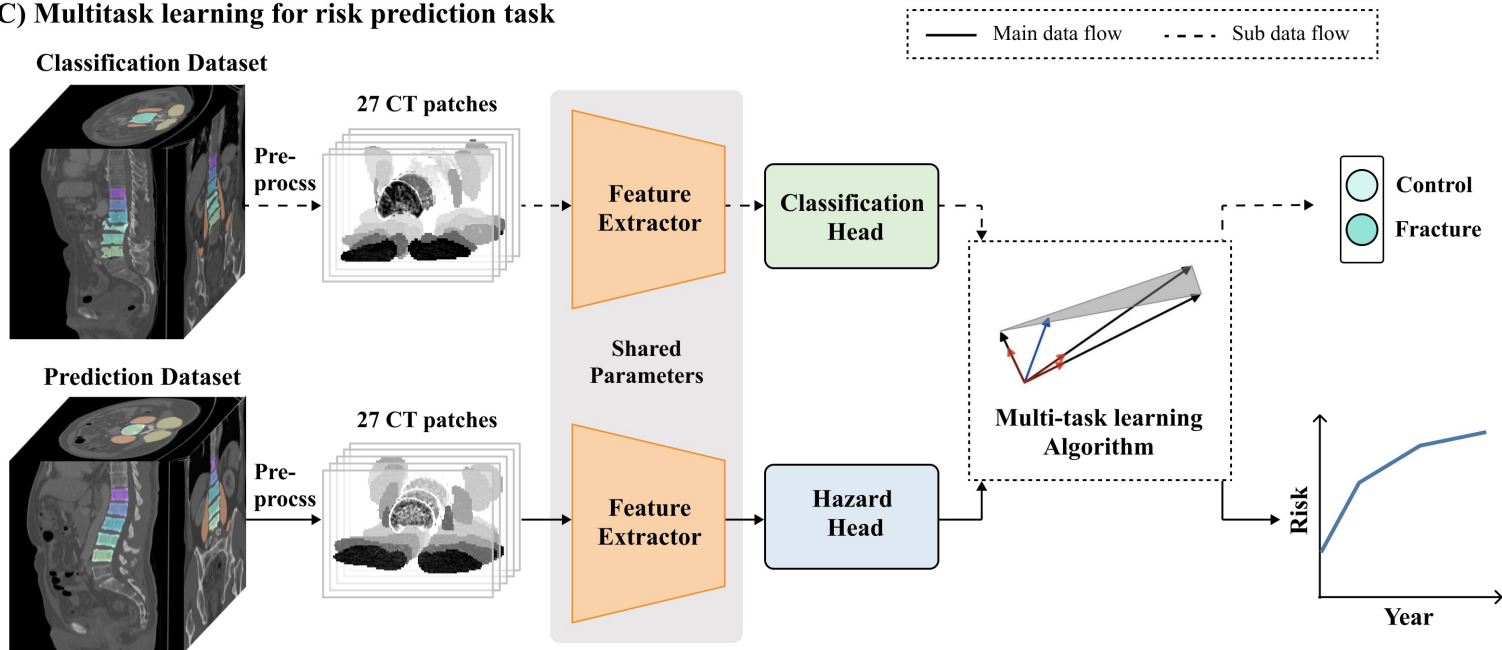 C) Multitask learning for risk prediction task
Main data flow
Sub data flow
Classification Dataset
27 CT patches
Pre-
procss
Feature
Extractor
Classification
Head
Control
Fracture
Shared
Parameters
Prediction Dataset
27 CT patches
Pre-
procss
Feature
Extractor
Hazard
Head
Multi-task learning
Algorithm
Risk
Year